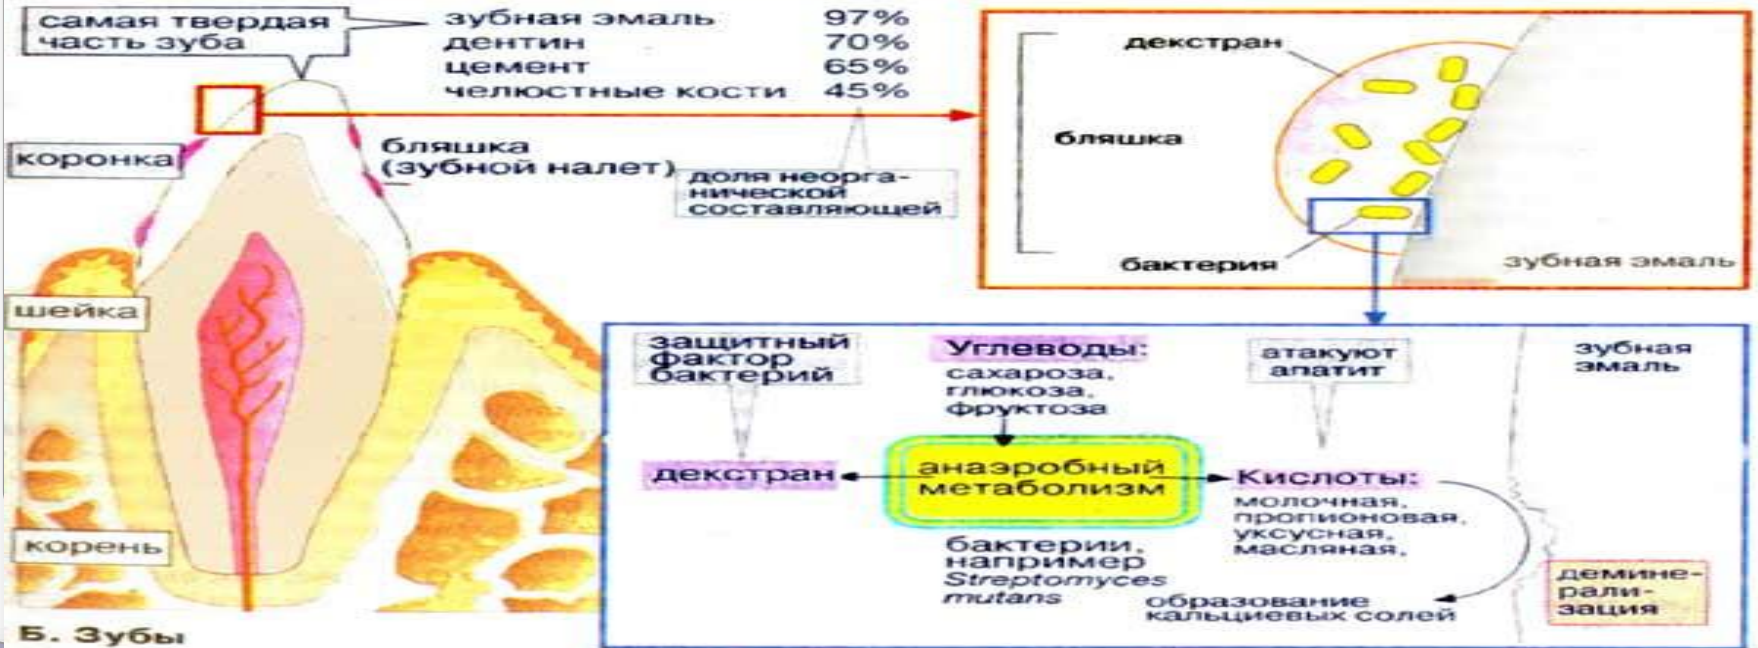 самая твердая
часть зуба
зубная эмаль 97%
дентин 70%
цемент 65%
челюстные кости 45%
коронка
бляшка
(зубной налет)
доля неорга-
нической
составляющей
шейка
корень
Б. Зубы
декстран
бляшка
бактерия
зубная эмаль
защитный
фактор
бактерий
декстран
Углеводы:
сахароза,
глюкоза,
фруктоза
анаэробный
метаболизм
бактерии,
например
Streptomyces
mutans
атакуют
апатит
Кислоты:
молочная,
пропионовая,
уксусная,
масляная,
образование
кальциевых солей
зубная
эмаль
демине-
рали-
зация